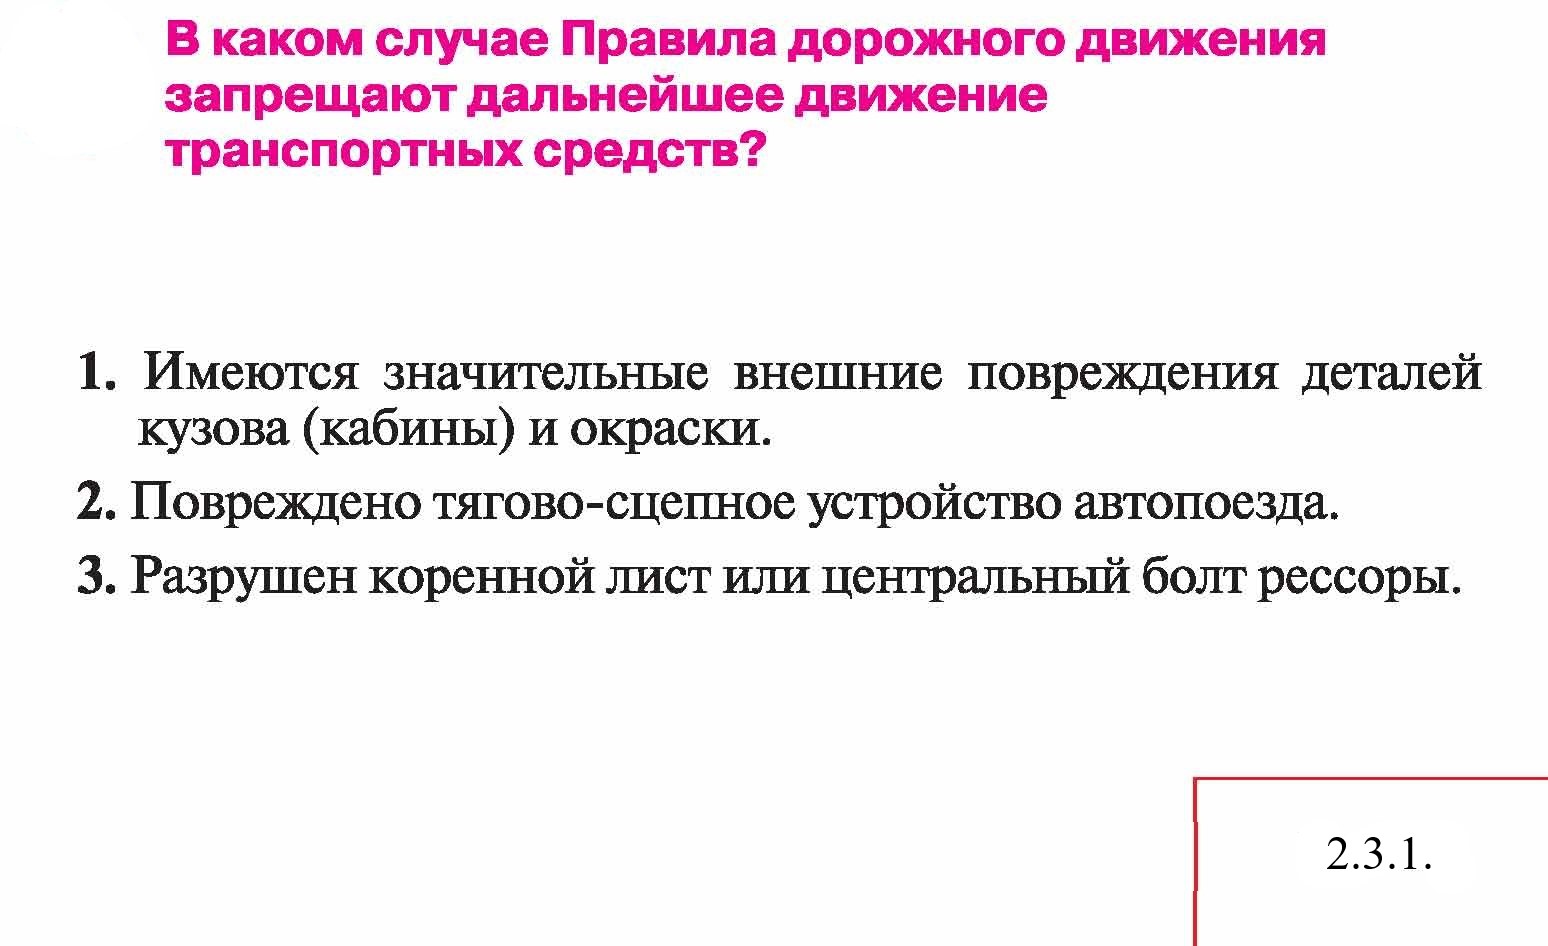 В каком случае Правила дорожного движения
запрещают дальнейшее движение
транспортных средств?
1. Имеются значительные внешние повреждения деталей
кузова (кабины) и окраски.
2. Повреждено тягово-сцепное устройство автопоезда.
3. Разрушен коренной лист или центральный болт рессоры.
2.3.1.